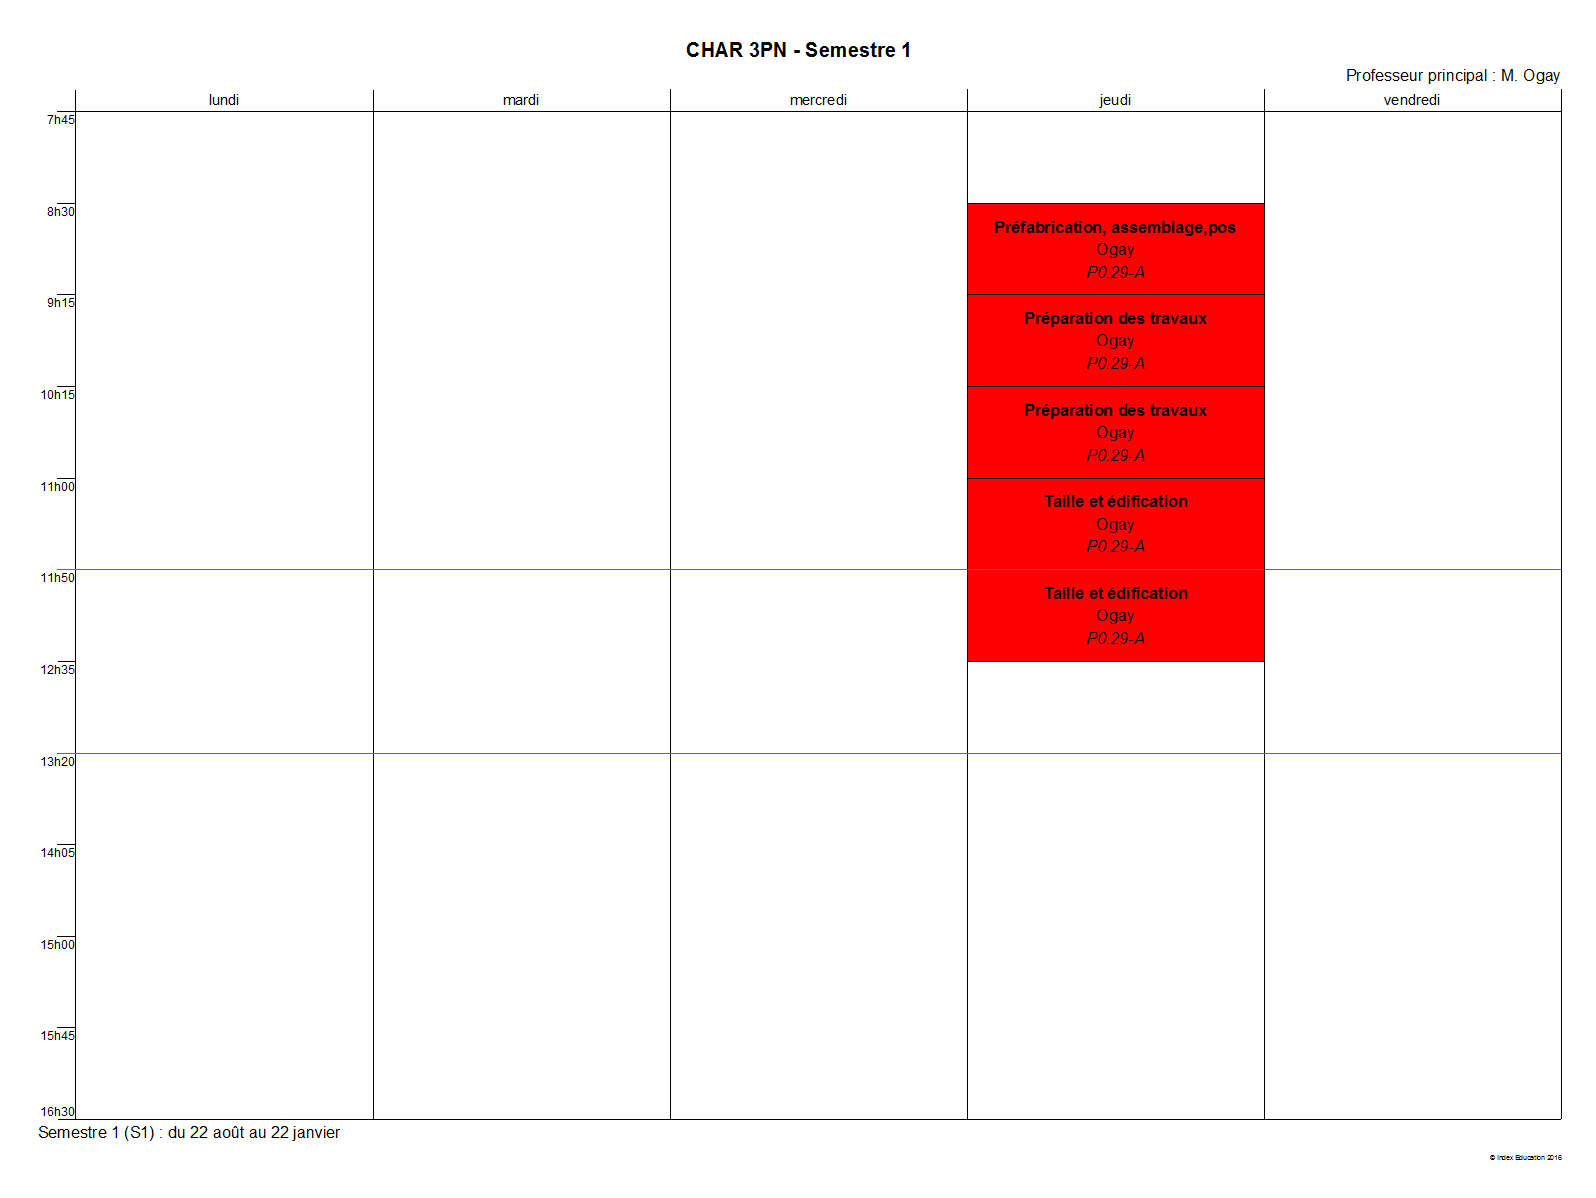 CHAR 3PN - Semestre 1
Professeur principal : M. Ogay
lundi
mardi
mercredi
jeudi
vendredi
7h45
8h30
Préfabrication, assemblage,pos
Ogay
P0.29-A
9h15
Préparation des travaux
Ogay
P0.29-A
10h15
Préparation des travaux
Ogay
P0.29-A
11h00
Taille et édification
Ogay
P0.29-A
11h50
Taille et édification
Ogay
P0.29-A
12h35
13h20
14h05
15h00
15h45
16h30
Semestre 1 (S1) : du 22 août au 22 janvier
© Index Education 2016